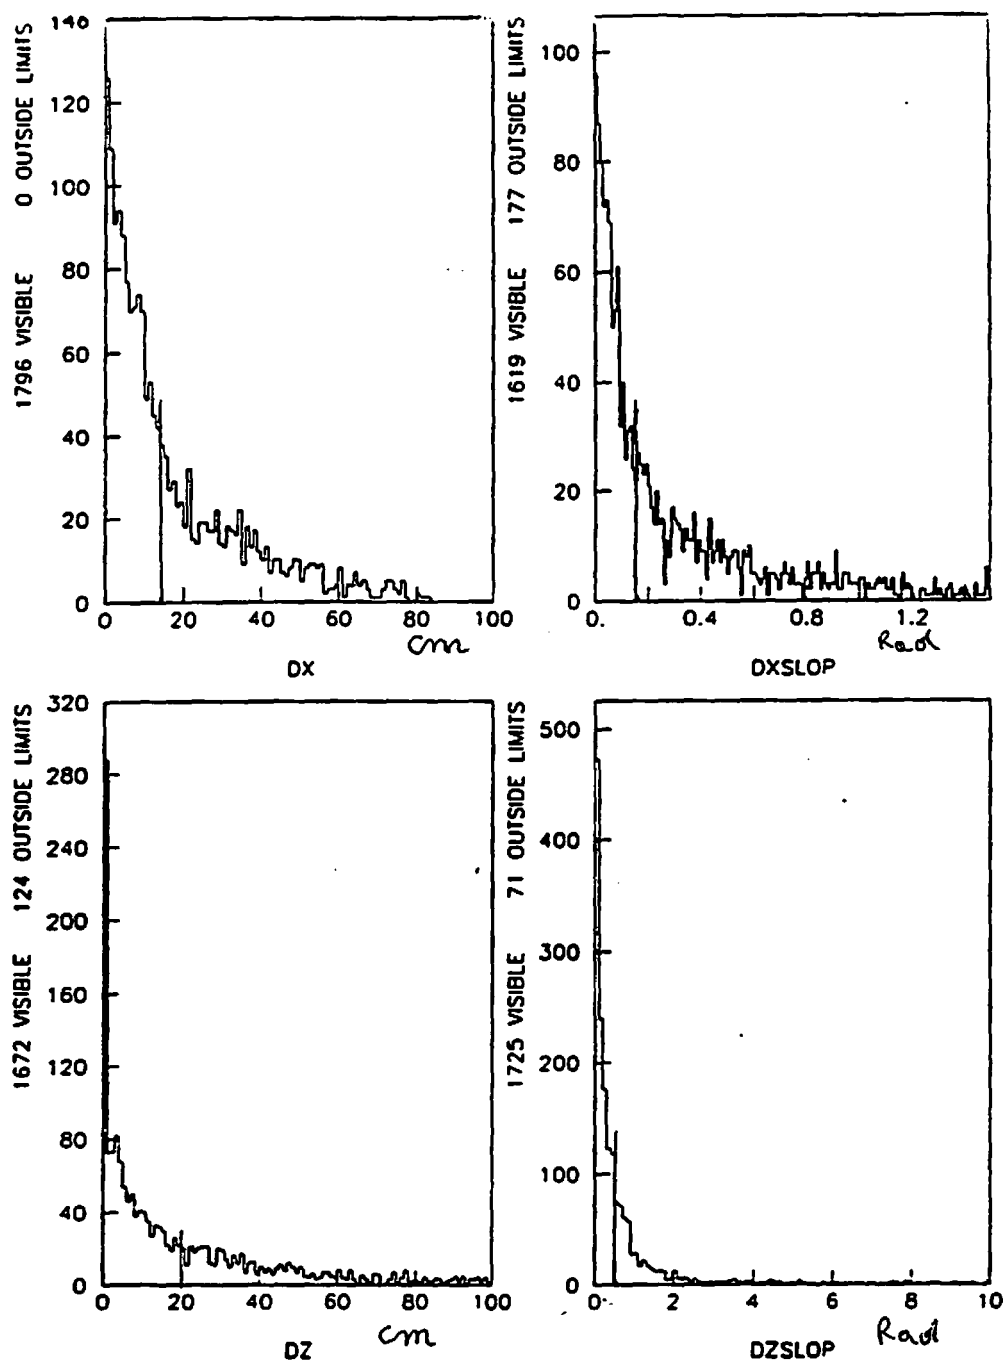 140
120
100
80
60
40
20
0
1796 VISIBLE 0 OUTSIDE LIMITS
0 20 40 60 80 100
cm
DX
100
80
60
40
20
0
1619 VISIBLE 177 OUTSIDE LIMITS
0. 0.4 0.8 1.2
Rad
DXSLOP
320
280
240
200
160
120
80
40
0
1672 VISIBLE 124 OUTSIDE LIMITS
0 20 40 60 80 100
cm
DZ
500
400
300
200
100
0
1725 VISIBLE 71 OUTSIDE LIMITS
0 2 4 6 8 10
Rad
DZSLOP